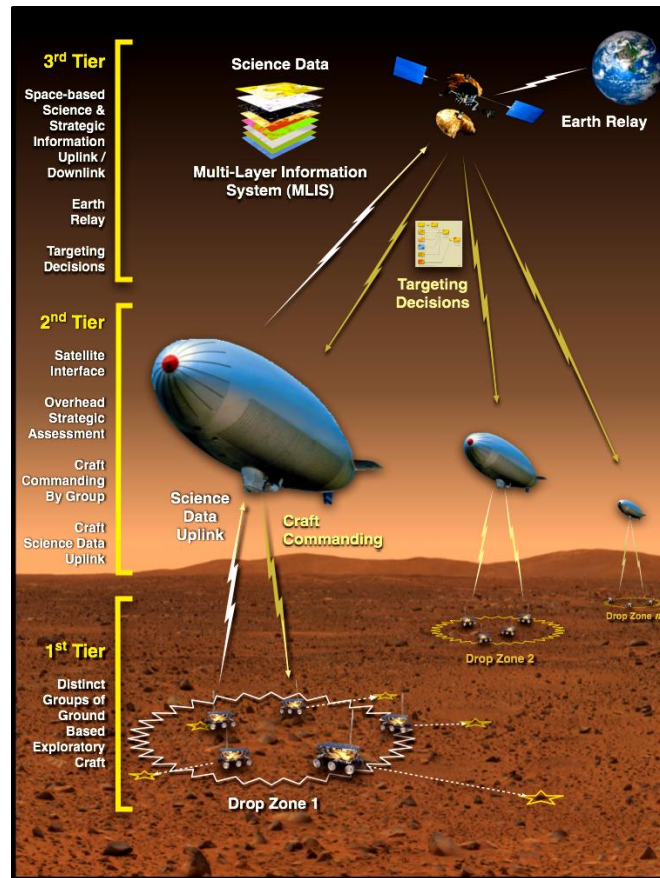 3rd Tier
Space-based
Science &
Strategic
Information
Uplink /
Downlink
Earth
Relay
Targeting
Decisions
Science Data
Multi-Layer Information
System (MLIS)
Earth Relay
Targeting
Decisions
2nd Tier
Satellite
Interface
Overhead
Strategic
Assessment
Craft
Commanding
By Group
Craft
Science Data
Uplink
Science
Data
Uplink
Craft
Commanding
Drop Zone n
Drop Zone 2
1st Tier
Distinct
Groups of
Ground
Based
Exploratory
Craft
Drop Zone 1